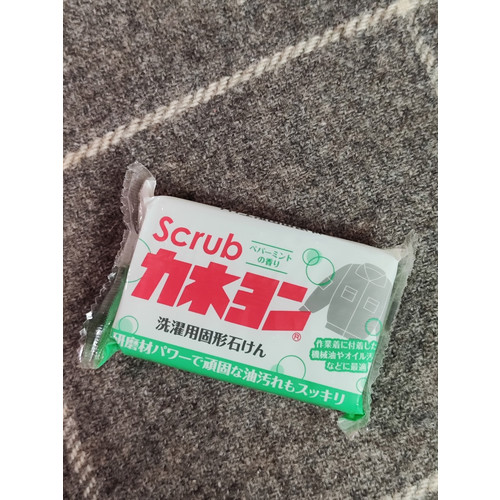 Scrub
ペパーミント
の香り
カネヨン®
洗濯用固形石けん
作業着に付着した
機械油やオイル汚
などに最適
研磨材パワーで頑固な油汚れもスッキリ